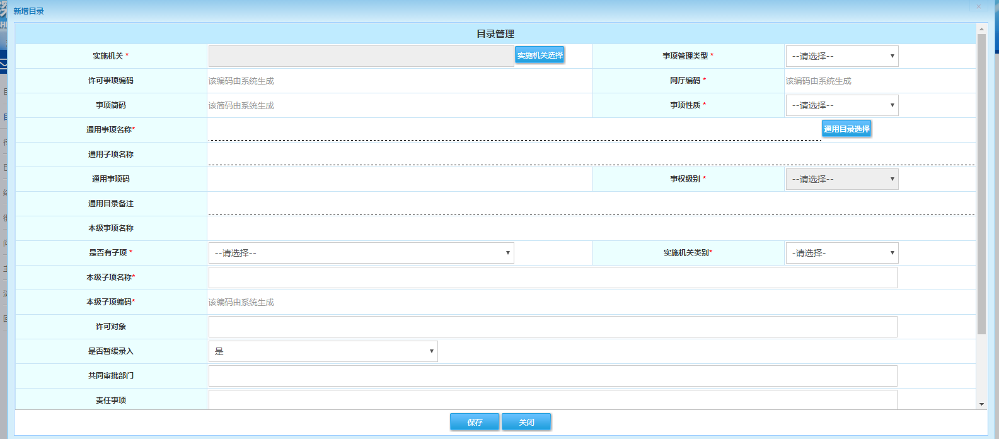 新增目录
目录管理
实施机关 * 实施机关选择 事项管理类型 * --请选择--
许可事项编码 该编码由系统生成 网厅编码 * 该编码由系统生成
事项简码 该简码由系统生成 事项性质 * --请选择--
通用事项名称* 通用目录选择
通用子项名称
通用事项码 事权级别 * --请选择--
通用目录备注
本级事项名称
是否有子项 * --请选择-- 实施机关类别* -请选择-
本级子项名称*
本级子项编码* 该编码由系统生成
许可对象
是否暂缓录入 是
共同审批部门
责任事项
保存 关闭